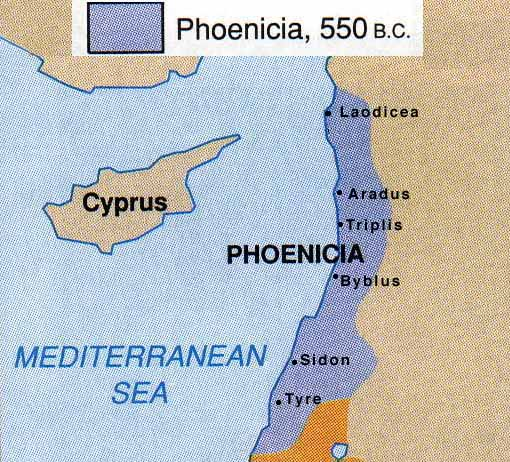 Phoenicia, 550 B.C.
Laodicea
Aradus
Cyprus
Triplis
PHOENICIA
Byblus
MEDITERRANEAN
SEA
Sidon
Tyre